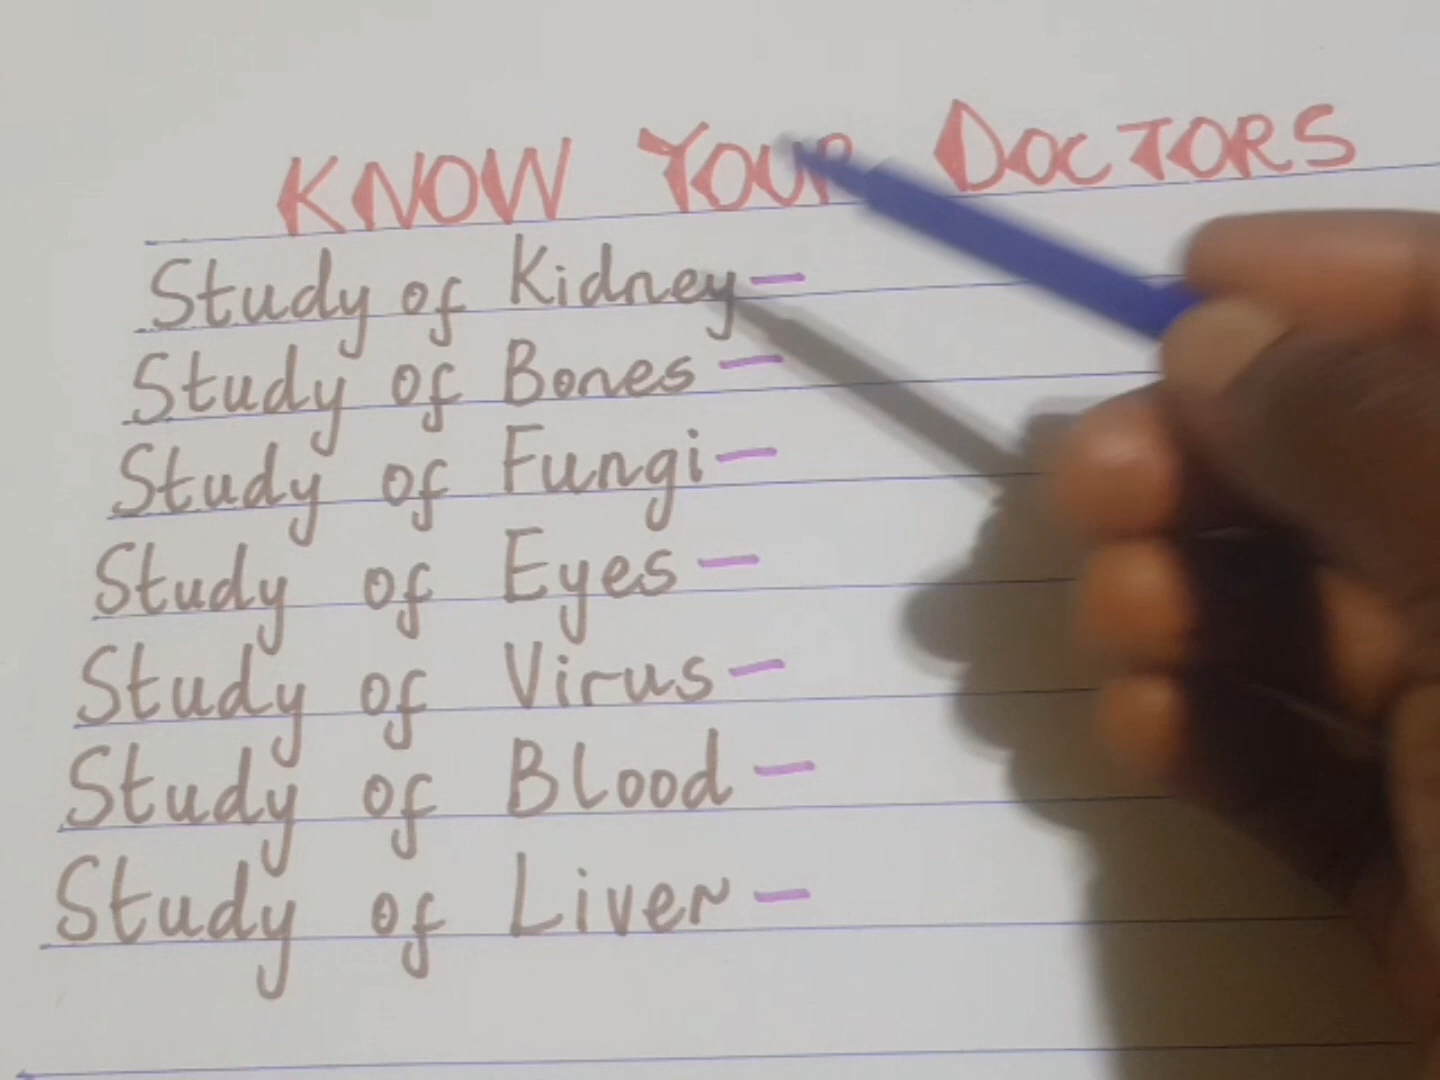 KNOW YOUR DOCTORS
Study of Kidney –
Study of Bones –
Study of Fungi –
Study of Eyes –
Study of Virus –
Study of Blood –
Study of Liver –